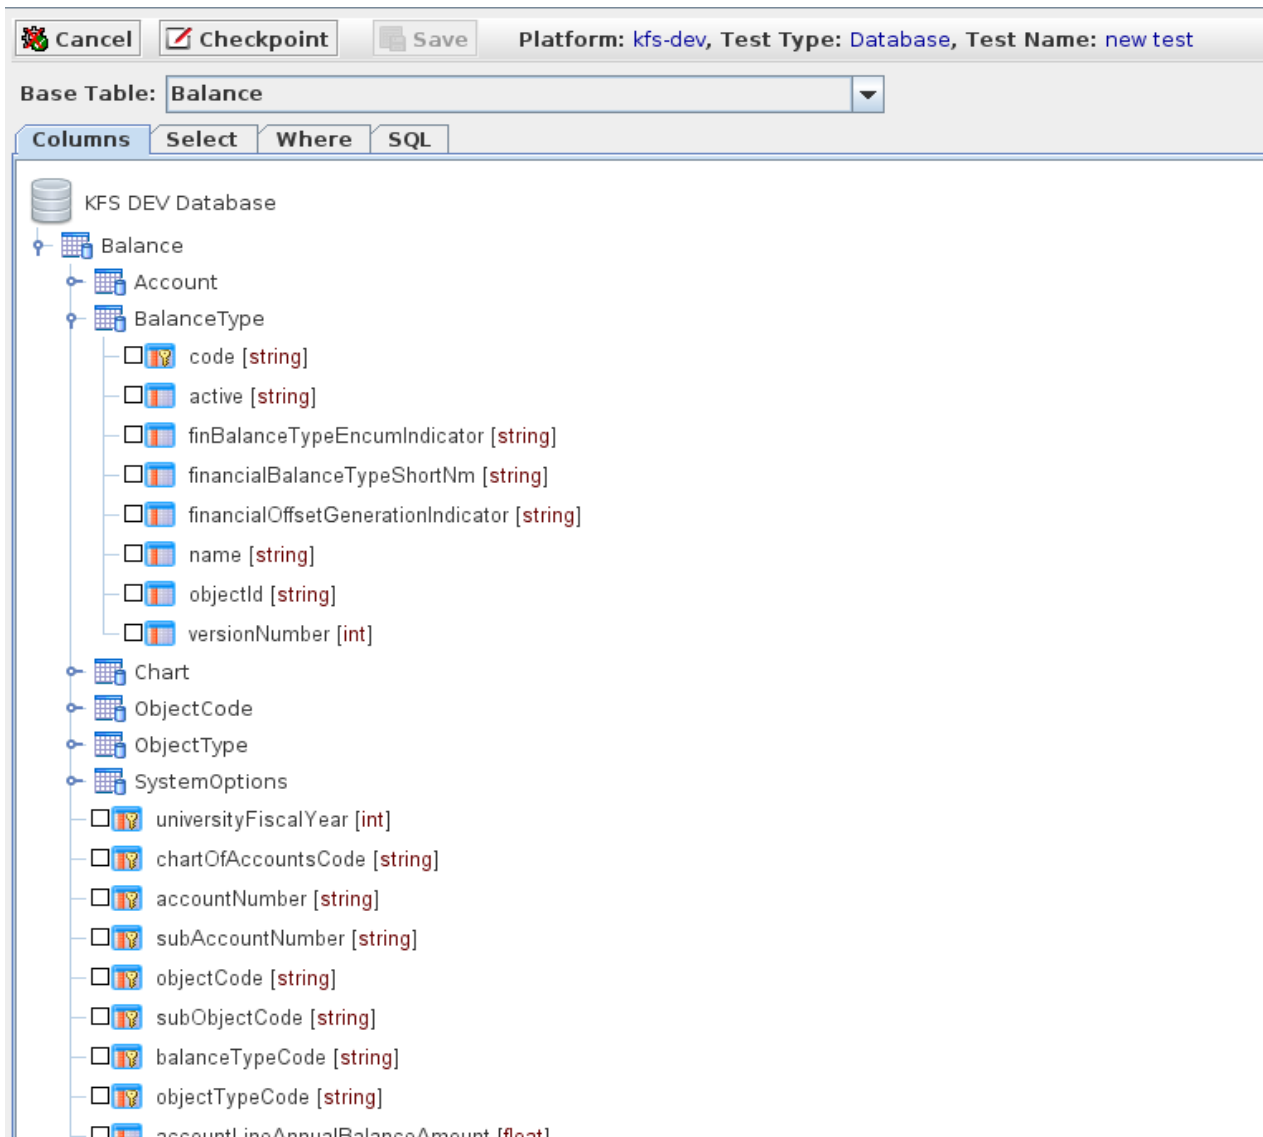 Cancel Checkpoint Save Platform: kfs-dev, Test Type: Database, Test Name: new test
Base Table: Balance
Columns Select Where SQL
KFS DEV Database
Balance
Account
BalanceType
code [string]
active [string]
finBalanceTypeEncumIndicator [string]
financialBalanceTypeShortNm [string]
financialOffsetGenerationIndicator [string]
name [string]
objectId [string]
versionNumber [int]
Chart
ObjectCode
ObjectType
SystemOptions
universityFiscalYear [int]
chartOfAccountsCode [string]
accountNumber [string]
subAccountNumber [string]
objectCode [string]
subObjectCode [string]
balanceTypeCode [string]
objectTypeCode [string]
accountLineAnnualBalanceAmount [float]